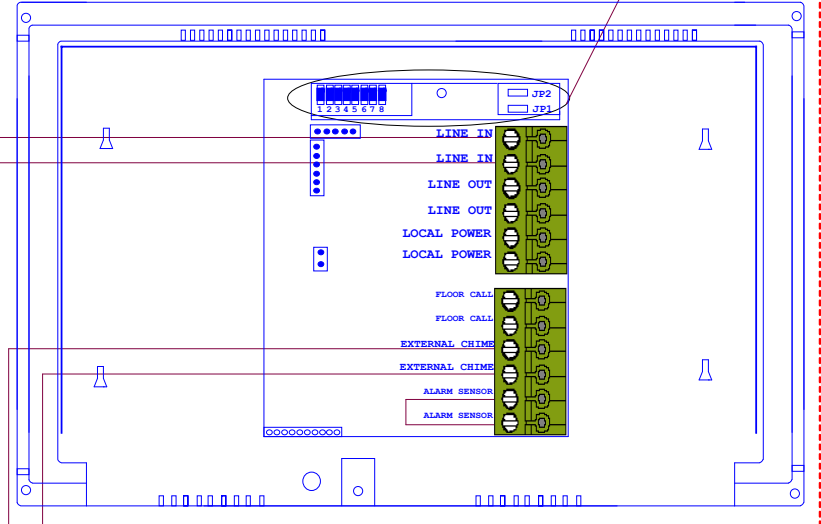 JP2
1 2 3 4 5 6 7 8 JP1
LINE IN
LINE IN
LINE OUT
LINE OUT
LOCAL POWER
LOCAL POWER
FLOOR CALL
FLOOR CALL
EXTERNAL CHIME
EXTERNAL CHIME
ALARM SENSOR
ALARM SENSOR